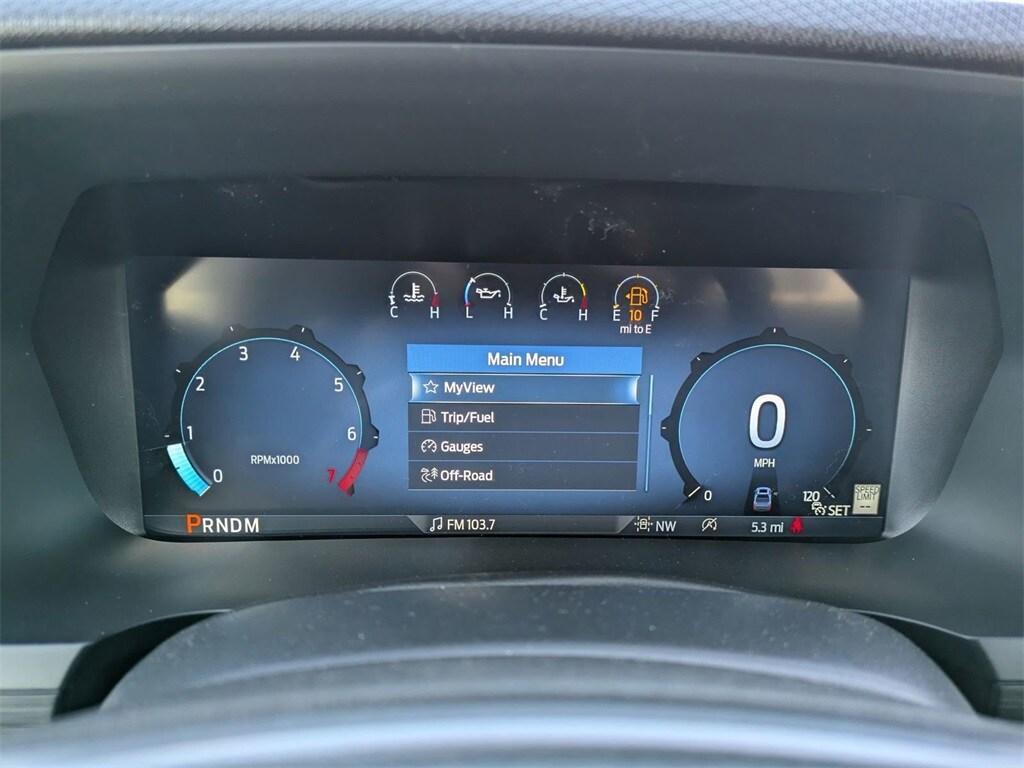 C H L H C H E 10 F
mi to E
Main Menu
MyView
Trip/Fuel
Gauges
Off-Road
0 1 2 3 4 5 6 7
RPMx1000
0
MPH
0 120
SET
SPEED
LIMIT
--
PRNDM
FM 103.7
NW
5.3 mi